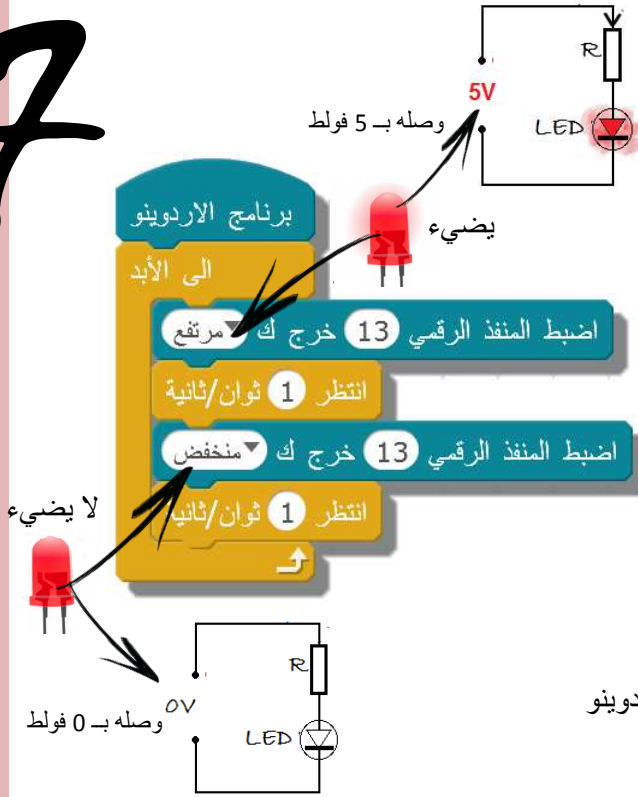 7
R
5V
LED
وصله بـ 5 فولط
يضيء
برنامج الاردوينو
الى الأبد
اضبط المنفذ الرقمي 13 خرج ك مرتفع
انتظر 1 ثوان/ثانية
اضبط المنفذ الرقمي 13 خرج ك منخفض
انتظر 1 ثوان/ثانية
لا يضيء
R
0V
LED
وصله بـ 0 فولط
دوينو